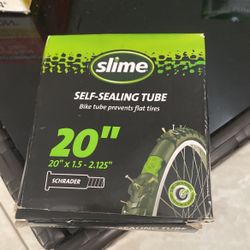 slime
SELF-SEALING TUBE
Bike tube prevents flat tires
20"
20" x 1.5 - 2.125"
SCHRADER